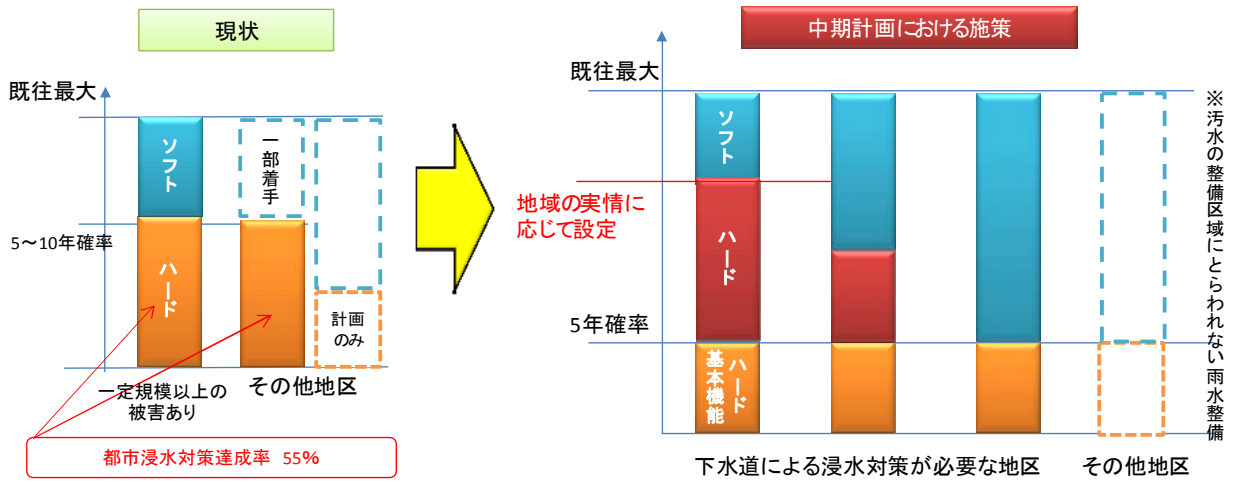 現状
既往最大
ソフト
一部着手
5～10年確率
ハード
計画
のみ
一定規模以上の
被害あり
その他地区
都市浸水対策達成率 55%
中期計画における施策
既往最大
ソフト
地域の実情に
応じて設定
ハード
5年確率
ハード
基本機能
下水道による浸水対策が必要な地区
その他地区
※汚水の整備区域にとらわれない雨水整備